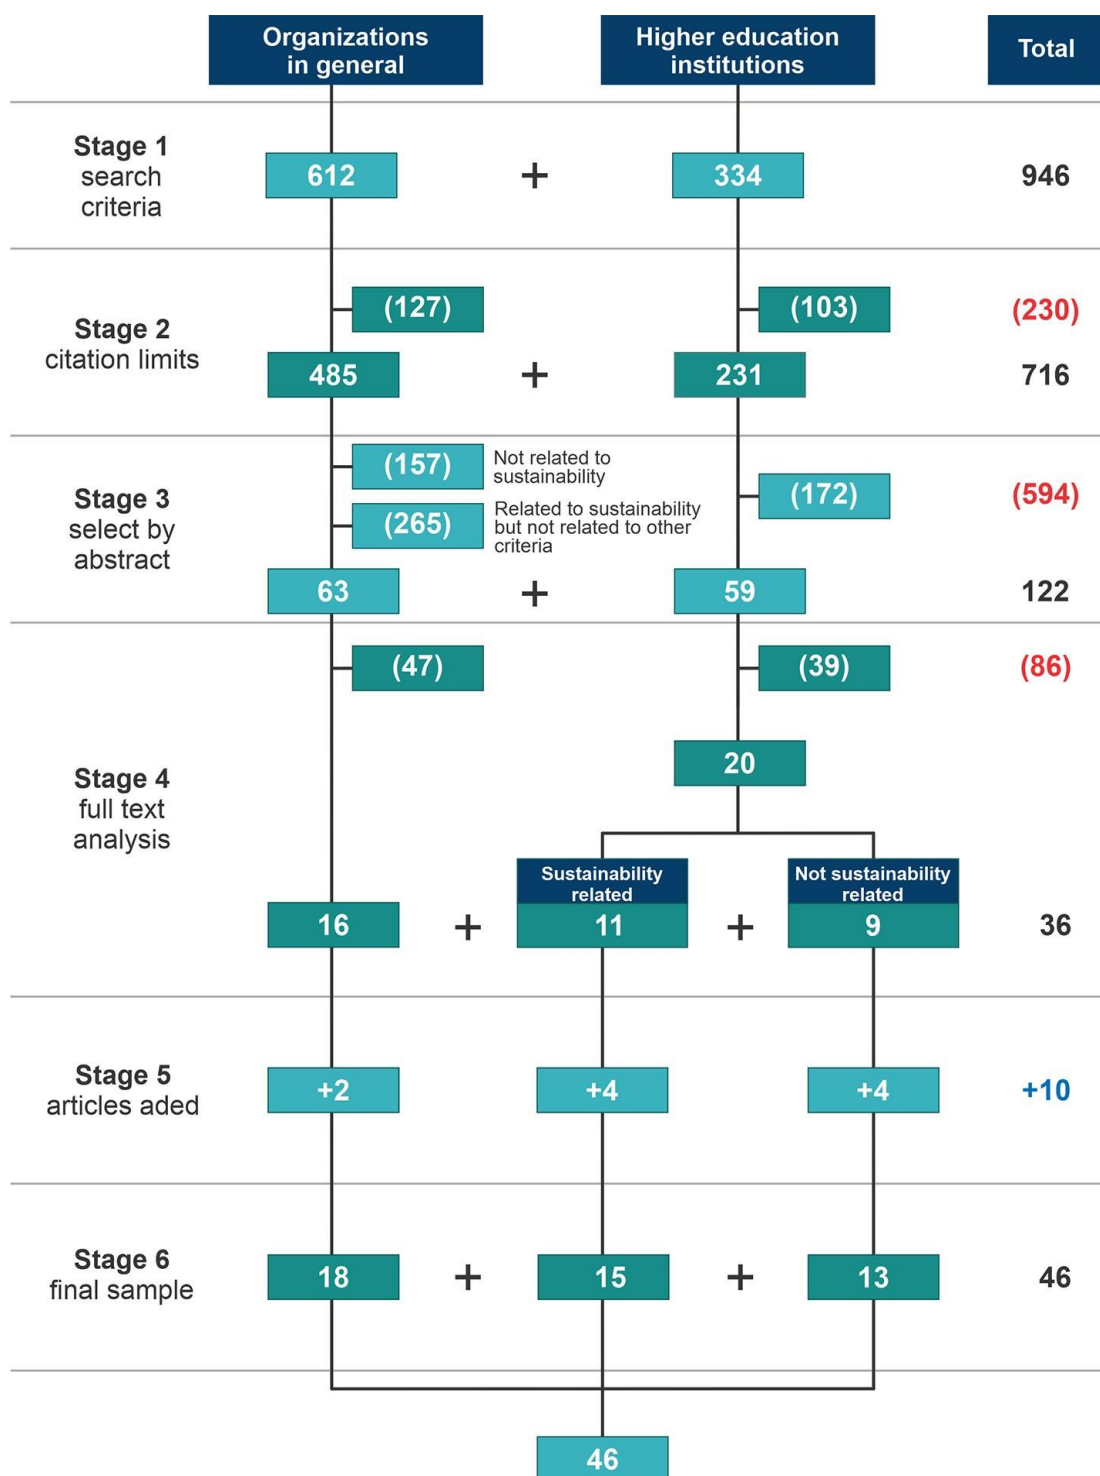 Organizations
in general
Higher education
institutions
Total
Stage 1
search
criteria
612
+
334
946
(127)
(103)
(230)
Stage 2
citation limits
485
+
231
716
(157)
Not related to
sustainability
Stage 3
select by
abstract
(172)
(594)
(265)
Related to sustainability
but not related to other
criteria
63
+
59
122
(47)
(39)
(86)
20
Stage 4
full text
analysis
Sustainability
related
Not sustainability
related
16
+
11
+
9
36
Stage 5
articles aded
+2
+4
+4
+10
Stage 6
final sample
18
+
15
+
13
46
46